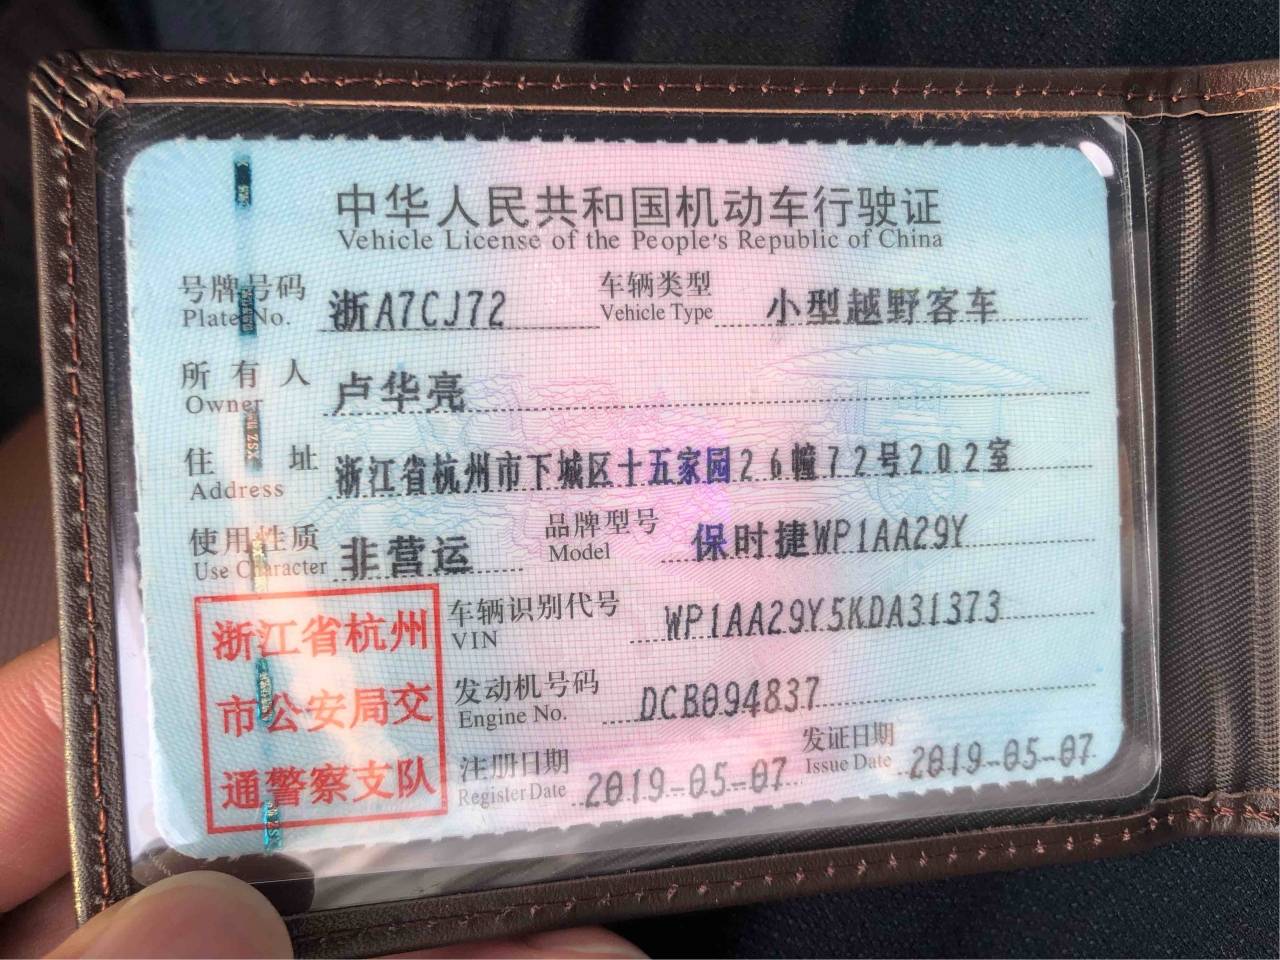 中华人民共和国机动车行驶证
Vehicle License of the People's Republic of China
号牌号码 浙A7CJ72 车辆类型 小型越野客车
Plate No. Vehicle Type
所有人 卢华亮
Owner
住址 浙江省杭州市下城区十五家园26幢72号202室
Address
使用性质 非营运 品牌型号 保时捷WP1AA29Y
Use Character Model
浙江省杭州
市公安局交
通警察支队
车辆识别代号 WP1AA29Y5KDA31373
VIN
发动机号码 DCB094837
Engine No.
注册日期 2019-05-07 发证日期 2019-05-07
Register Date Issue Date